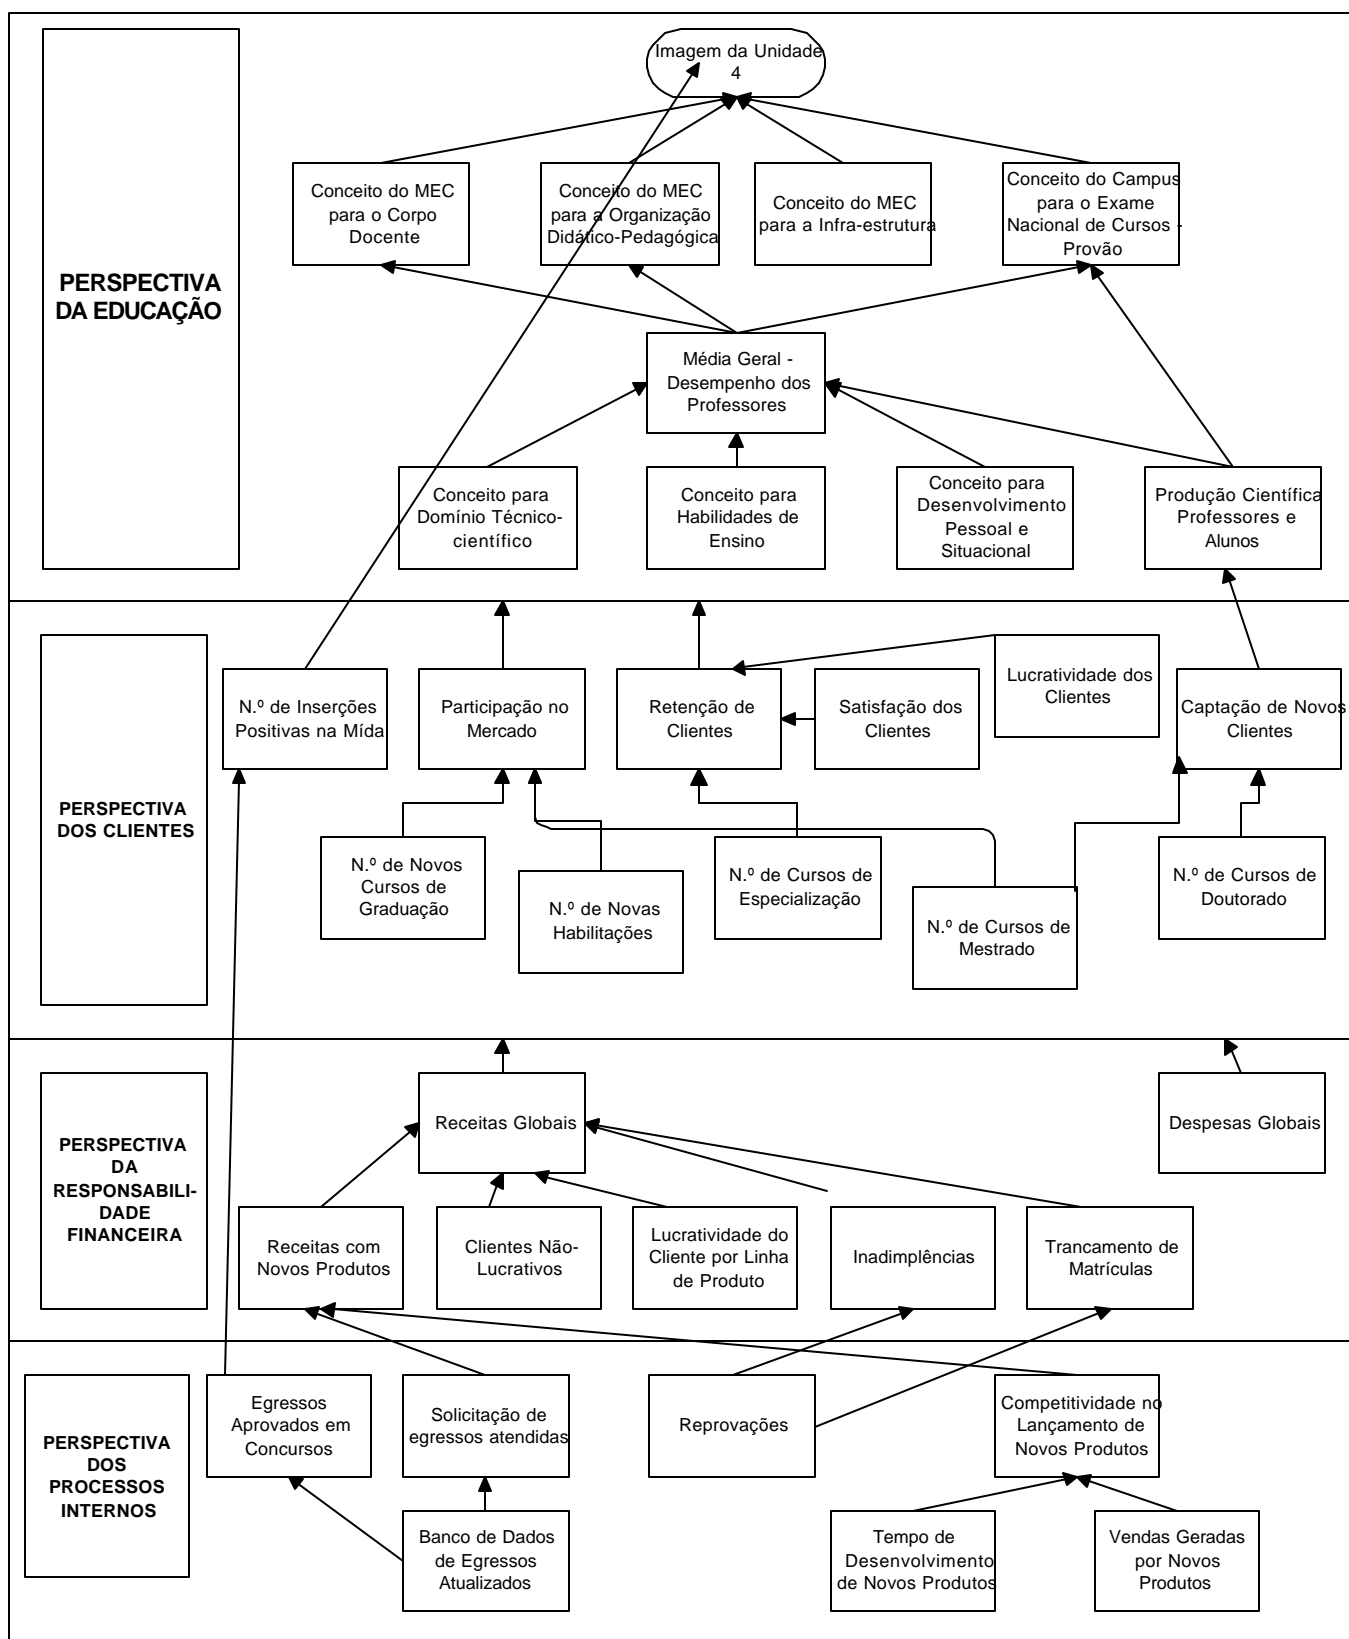 Imagem da Unidade
4
Conceito do MEC
para o Corpo
Docente
Conceito do MEC
para a Organização
Didático-Pedagógica
Conceito do MEC
para a Infra-estrutura
Conceito do Campus
para o Exame
Nacional de Cursos -
Provão
PERSPECTIVA
DA EDUCAÇÃO
Média Geral -
Desempenho dos
Professores
Conceito para
Domínio Técnico-
científico
Conceito para
Habilidades de
Ensino
Conceito para
Desenvolvimento
Pessoal e
Situacional
Produção Científica
Professores e
Alunos
PERSPECTIVA
DOS CLIENTES
N.º de Inserções
Positivas na Mída
Participação no
Mercado
Retenção de
Clientes
Satisfação dos
Clientes
Lucratividade dos
Clientes
Captação de Novos
Clientes
N.º de Novos
Cursos de
Graduação
N.º de Novas
Habilitações
N.º de Cursos de
Especialização
N.º de Cursos de
Mestrado
N.º de Cursos de
Doutorado
PERSPECTIVA
DA
RESPONSABILI-
DADE
FINANCEIRA
Receitas Globais
Despesas Globais
Receitas com
Novos Produtos
Clientes Não-
Lucrativos
Lucratividade do
Cliente por Linha
de Produto
Inadimplências
Trancamento de
Matrículas
PERSPECTIVA
DOS
PROCESSOS
INTERNOS
Egressos
Aprovados em
Concursos
Solicitação de
egressos atendidas
Reprovações
Competitividade no
Lançamento de
Novos Produtos
Banco de Dados
de Egressos
Atualizados
Tempo de
Desenvolvimento
de Novos Produtos
Vendas Geradas
por Novos
Produtos